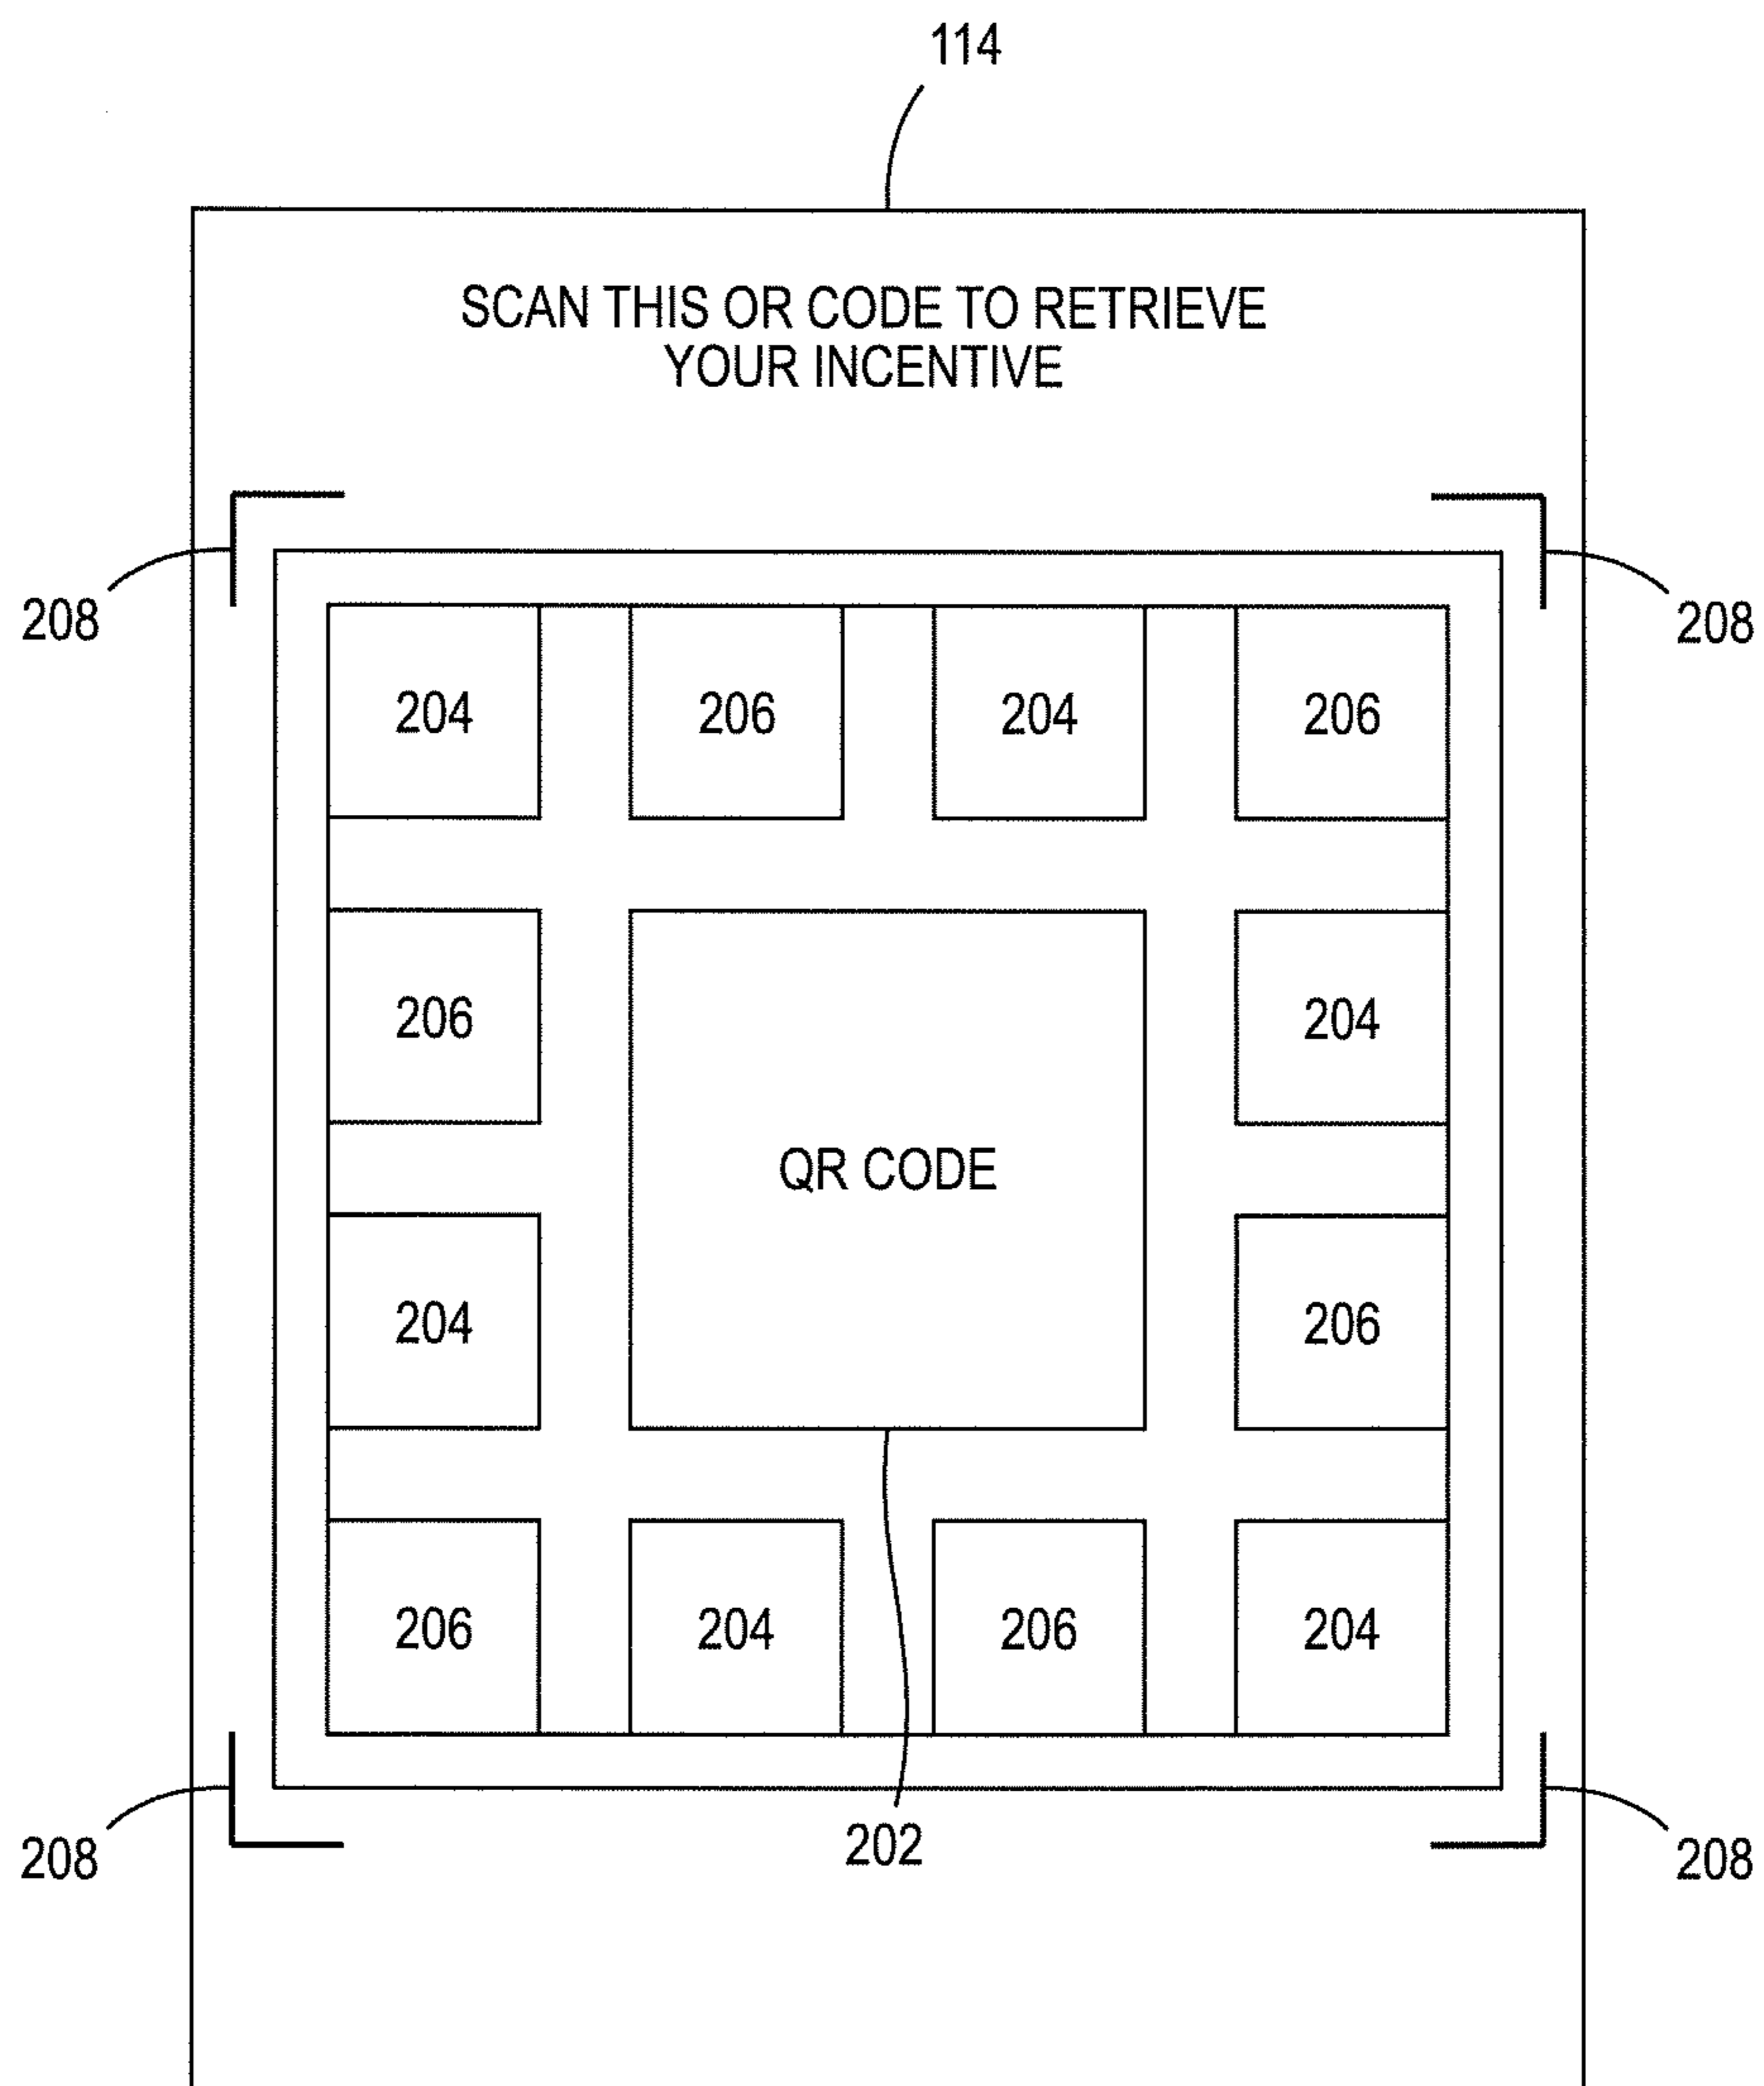 114
SCAN THIS OR CODE TO RETRIEVE
YOUR INCENTIVE
208 208
204 206 204 206
206 204
QR CODE
204 206
206 204 206 204
208 202 208